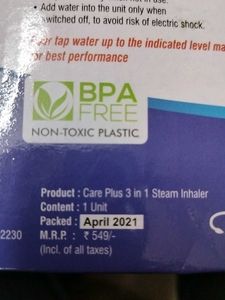 • Add water into the unit only when
switched off, to avoid risk of electric shock.
tap water up to the indicated level
for best performance
BPA
FREE
NON-TOXIC PLASTIC
Product : Care Plus 3 in 1 Steam Inhaler
Content : 1 Unit
Packed : April 2021
2230 M.R.P. : ₹ 549/-
(Incl. of all taxes)